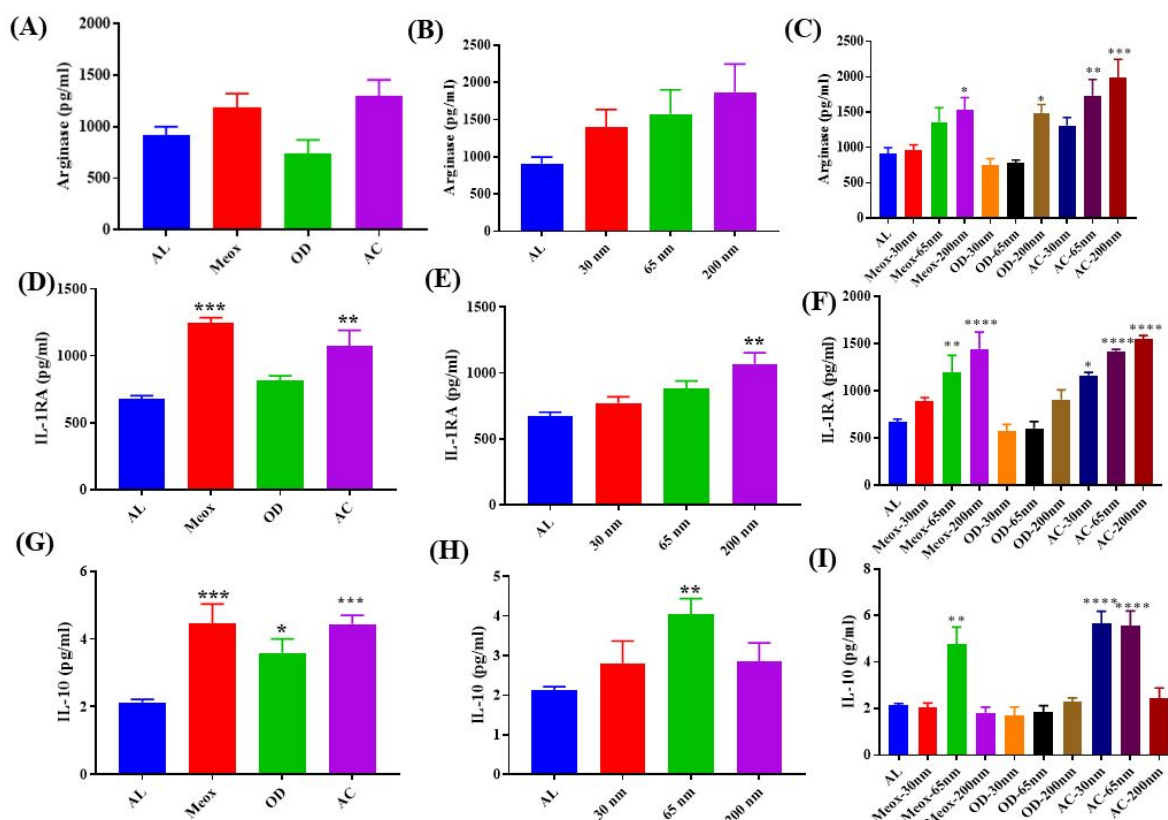 (A)
Arginase (pg/ml)
2000
1500
1000
500
0
AL
Meox
OD
AC
(B)
Arginase (pg/ml)
2500
2000
1500
1000
500
0
AL
30 nm
65 nm
200 nm
(C)
Arginase (pg/ml)
2500
2000
1500
1000
500
0
*
*
**
***
AL
Meox-30nm
Meox-65nm
Meox-200nm
OD-30nm
OD-65nm
OD-200nm
AC-30nm
AC-65nm
AC-200nm
(D)
IL-1RA (pg/ml)
1500
1000
500
0
***
**
AL
Meox
OD
AC
(E)
IL-1RA (pg/ml)
1500
1000
500
0
**
AL
30 nm
65 nm
200 nm
(F)
IL-1RA (pg/ml)
2000
1500
1000
500
0
**
****
*
****
****
AL
Meox-30nm
Meox-65nm
Meox-200nm
OD-30nm
OD-65nm
OD-200nm
AC-30nm
AC-65nm
AC-200nm
(G)
IL-10 (pg/ml)
6
4
2
0
***
*
***
AL
Meox
OD
AC
(H)
IL-10 (pg/ml)
5
4
3
2
1
0
**
AL
30 nm
65 nm
200 nm
(I)
IL-10 (pg/ml)
8
6
4
2
0
**
****
****
AL
Meox-30nm
Meox-65nm
Meox-200nm
OD-30nm
OD-65nm
OD-200nm
AC-30nm
AC-65nm
AC-200nm